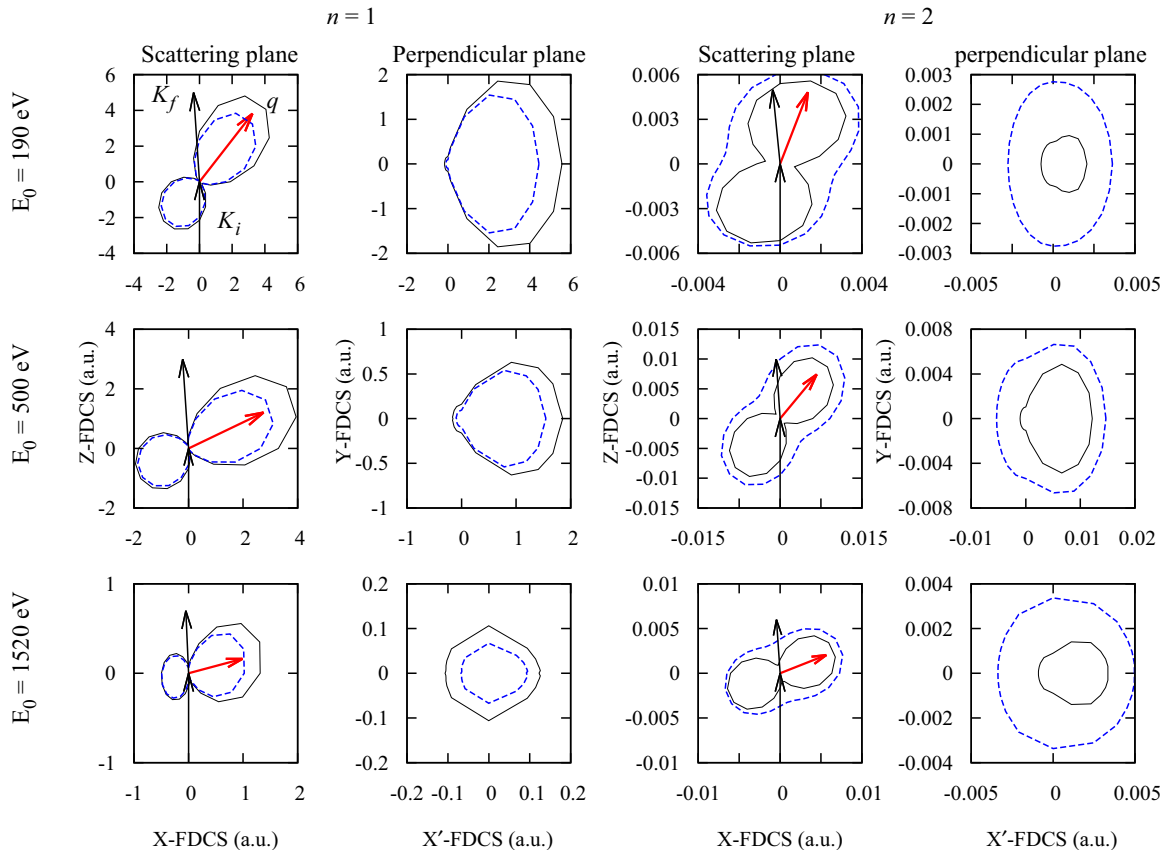 n = 1
n = 2
Scattering plane
Perpendicular plane
Scattering plane
perpendicular plane
E0 = 190 eV
6
4
2
0
-2
-4
Kf
q
Ki
-4 -2 0 2 4 6
2
1
0
-1
-2
0 2 4 6
0.006
0.003
0
-0.003
-0.006
-0.004 0 0.004
0.003
0.002
0.001
0
-0.001
-0.002
-0.003
-0.005 0 0.005
E0 = 500 eV
Z-FDCS (a.u.)
4
2
0
-2
-2 0 2 4
Y-FDCS (a.u.)
1
0.5
0
-0.5
-1
-1 0 1 2
Z-FDCS (a.u.)
0.015
0.010
0.005
0
-0.005
-0.01
-0.015
-0.015 0 0.015
Y-FDCS (a.u.)
0.008
0.004
0
-0.004
-0.008
-0.01 0 0.01 0.02
E0 = 1520 eV
1
0
-1
-1 0 1 2
X-FDCS (a.u.)
0.2
0.1
0
-0.1
-0.2
-0.2 -0.1 0 0.1 0.2
X′-FDCS (a.u.)
0.01
0.005
0
-0.005
-0.01
-0.01 0 0.01
X-FDCS (a.u.)
0.004
0.002
0
-0.002
-0.004
-0.005 0 0.005
X′-FDCS (a.u.)